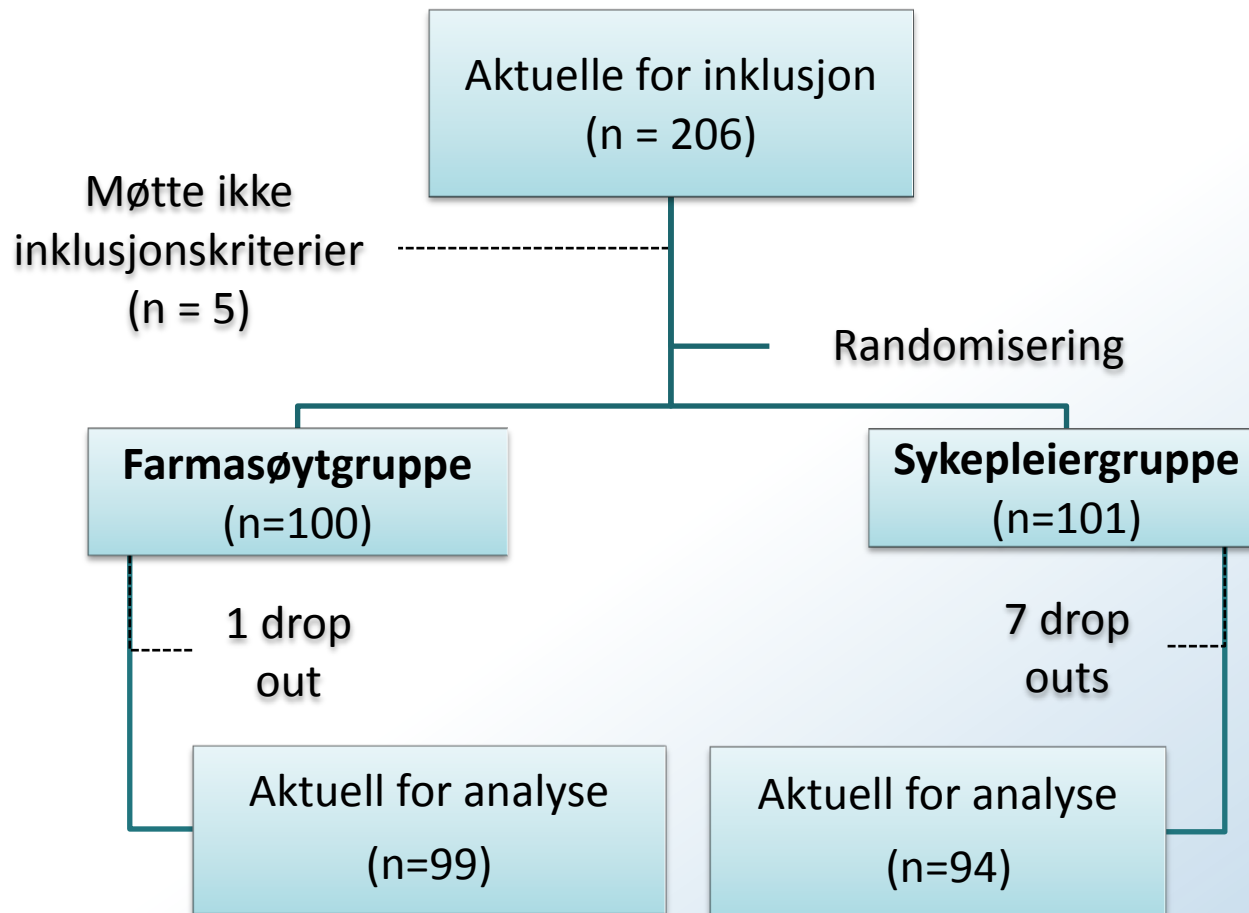 Aktuelle for inklusjon
(n = 206)
Møtte ikke
inklusjonskriterier
(n = 5)
Randomisering
Farmasøytgruppe
(n=100)
Sykepleiergruppe
(n=101)
1 drop
out
7 drop
outs
Aktuell for analyse
(n=99)
Aktuell for analyse
(n=94)